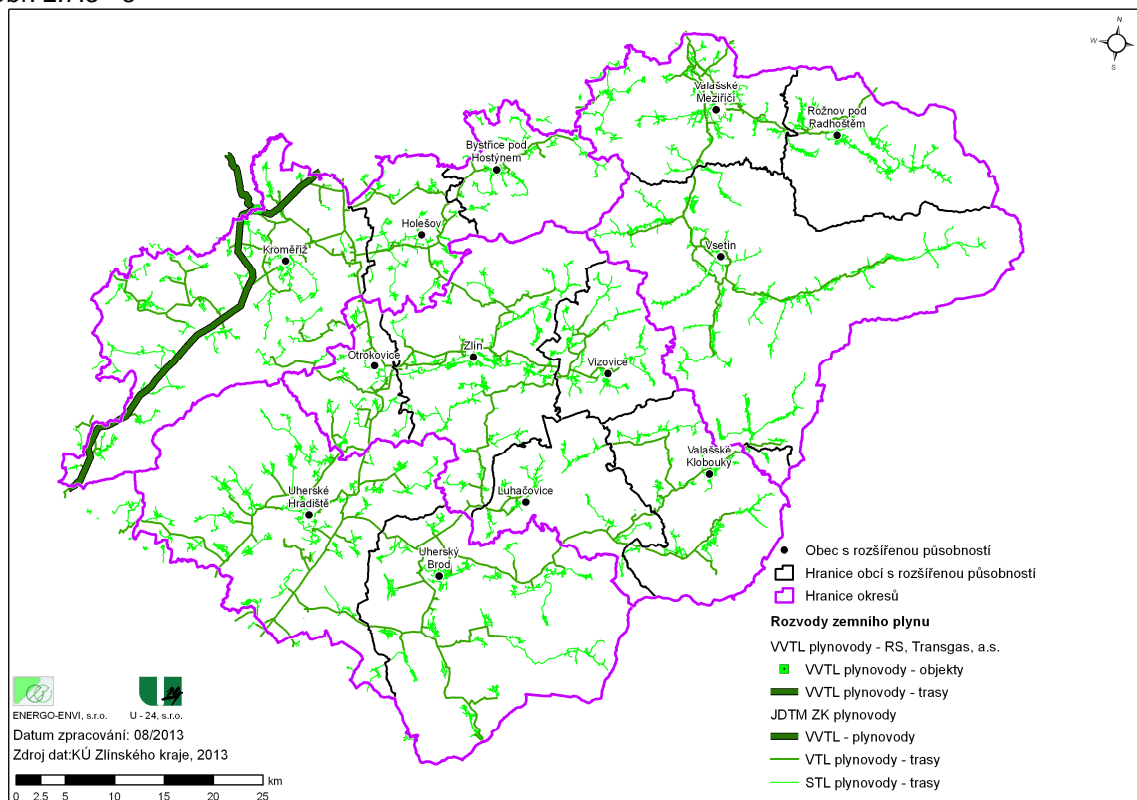 N
W
S
Valašské
Meziříčí
Rožnov pod
Radhoštěm
Bystřice pod
Hostýnem
Holešov
Kroměříž
Vsetín
Otrokovice
Zlín
Vizovice
Valašské
Klobouky
Luhačovice
Uherské
Hradiště
Uherský
Brod
Obec s rozšířenou působností
Hranice obcí s rozšířenou působností
Hranice okresů
Rozvody zemního plynu
VVTL plynovody - RS, Transgas, a.s.
VVTL plynovody - objekty
VVTL plynovody - trasy
JDTM ZK plynovody
VVTL - plynovody
VTL plynovody - trasy
STL plynovody - trasy
ENERGO-ENVI, s.r.o. U - 24, s.r.o.
Datum zpracování: 08/2013
Zdroj dat:KÚ Zlínského kraje, 2013
km
0 2.5 5 10 15 20 25